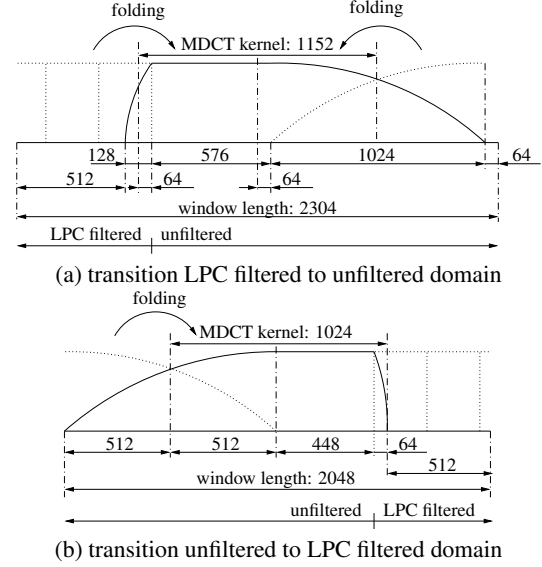 folding
folding
MDCT kernel: 1152
128
576
1024
64
512
64
64
window length: 2304
LPC filtered
unfiltered
(a) transition LPC filtered to unfiltered domain
folding
MDCT kernel: 1024
512
512
448
64
512
window length: 2048
unfiltered
LPC filtered
(b) transition unfiltered to LPC filtered domain